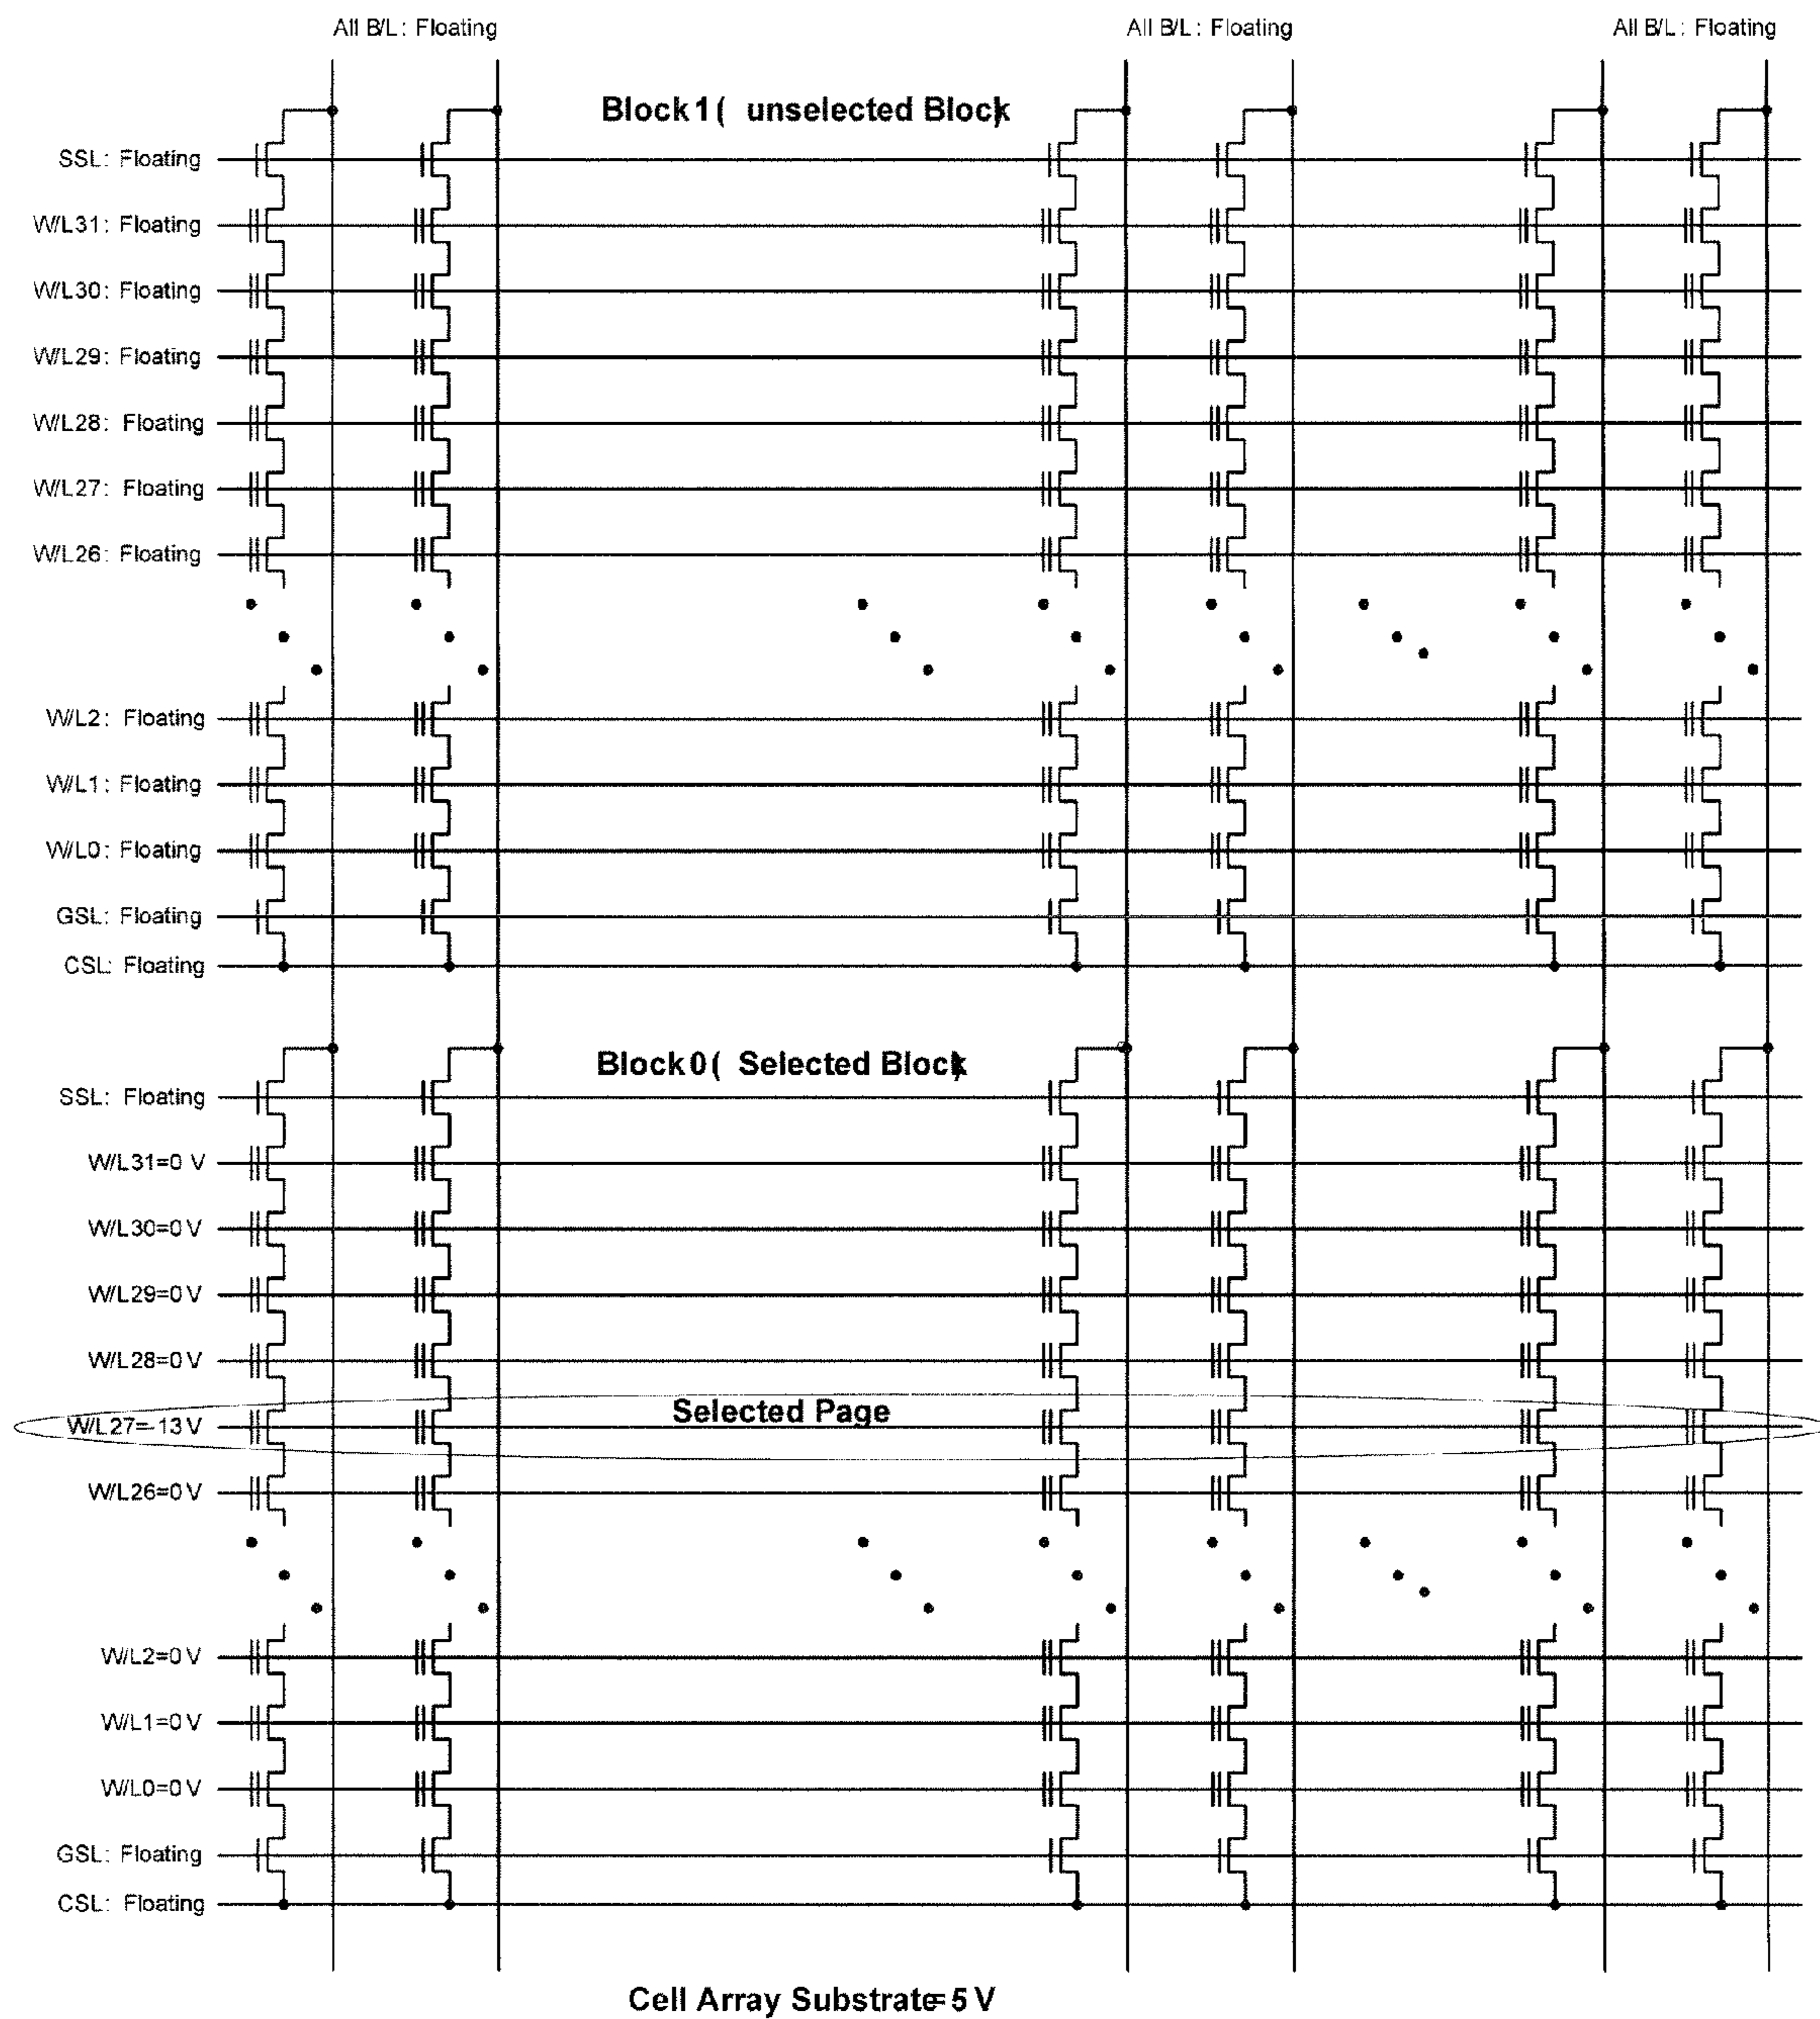 All B/L: Floating All B/L: Floating All B/L: Floating
Block1( unselected Block)
SSL: Floating
W/L31: Floating
W/L30: Floating
W/L29: Floating
W/L28: Floating
W/L27: Floating
W/L26: Floating
W/L2: Floating
W/L1: Floating
W/L0: Floating
GSL: Floating
CSL: Floating
Block0( Selected Block)
SSL: Floating
W/L31=0 V
W/L30=0 V
W/L29=0 V
W/L28=0 V
Selected Page
W/L27=-13 V
W/L26=0 V
W/L2=0 V
W/L1=0 V
W/L0=0 V
GSL: Floating
CSL: Floating
Cell Array Substrate=5 V